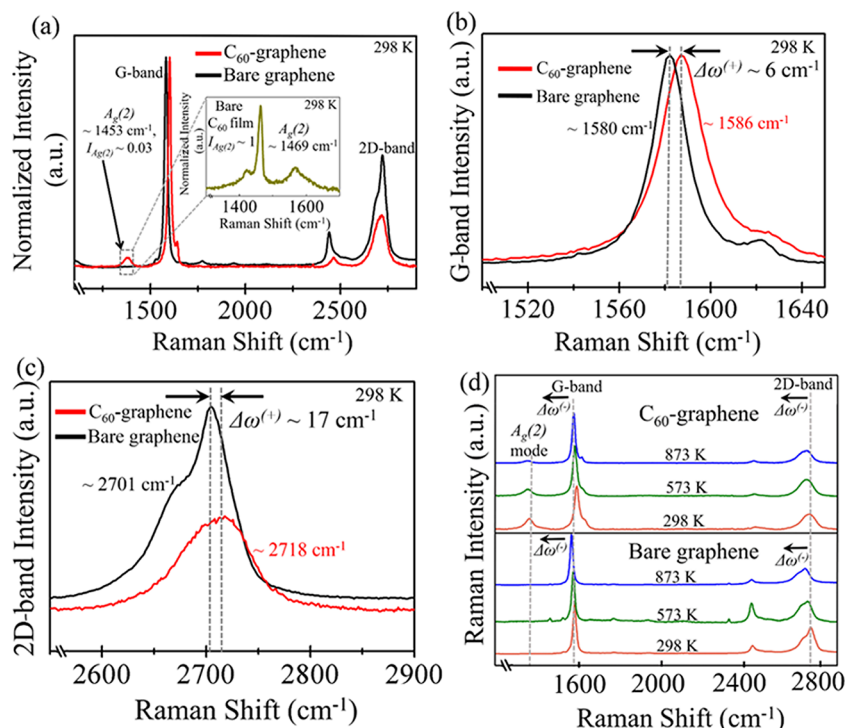 (a)
298 K
C60-graphene
Bare graphene
G-band
Ag(2)
~ 1453 cm-1,
IAg(2)~ 0.03
Bare
C60 film
IAg(2)~ 1
298 K
Ag(2)
~ 1469 cm-1
Normalized Intensity
(a.u.)
1400 1600
Raman Shift (cm-1)
2D-band
Normalized Intensity
(a.u.)
1500 2000 2500
Raman Shift (cm-1)
(b)
298 K
C60-graphene
Bare graphene
Δω(+) ~ 6 cm-1
~ 1580 cm-1
~ 1586 cm-1
G-band Intensity (a.u.)
1520 1560 1600 1640
Raman Shift (cm-1)
(c)
298 K
C60-graphene
Bare graphene
Δω(+) ~ 17 cm-1
~ 2701 cm-1
~ 2718 cm-1
2D-band Intensity (a.u.)
2600 2700 2800 2900
Raman Shift (cm-1)
(d)
G-band
2D-band
Δω(-)
Δω(-)
C60-graphene
Ag(2)
mode
873 K
573 K
298 K
Δω(-)
Bare graphene
Δω(-)
873 K
573 K
298 K
Raman Intensity (a.u.)
1600 2000 2400 2800
Raman Shift (cm-1)